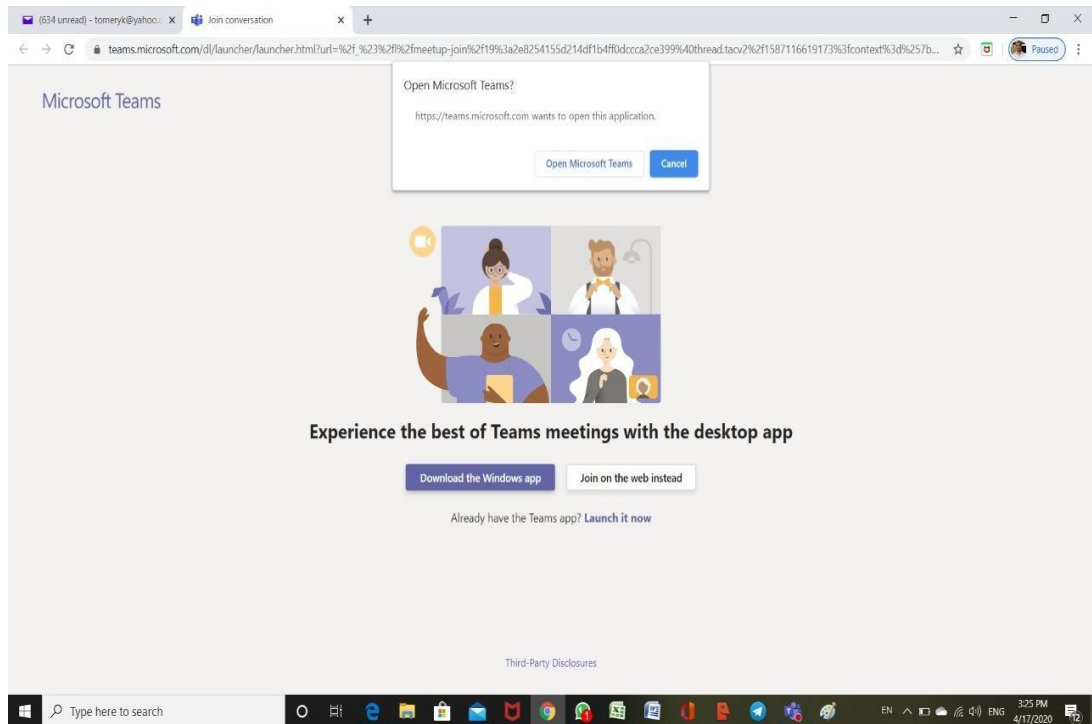 (634 unread) - tomeryk@yahoo.c
Join conversation
teams.microsoft.com/dl/launcher/launcher.html?url=%2f_%23%2fl%2fmeetup-join%2f19%3a2e8254155d214df1b4ff0dccca2ce399%40thread.tacv2%2f1587116619173%3fcontext%3d%257b...
Paused
Microsoft Teams
Open Microsoft Teams?
https://teams.microsoft.com wants to open this application.
Open Microsoft Teams
Cancel
Experience the best of Teams meetings with the desktop app
Download the Windows app
Join on the web instead
Already have the Teams app? Launch it now
Third-Party Disclosures
Type here to search
EN
ENG
3:25 PM
4/17/2020